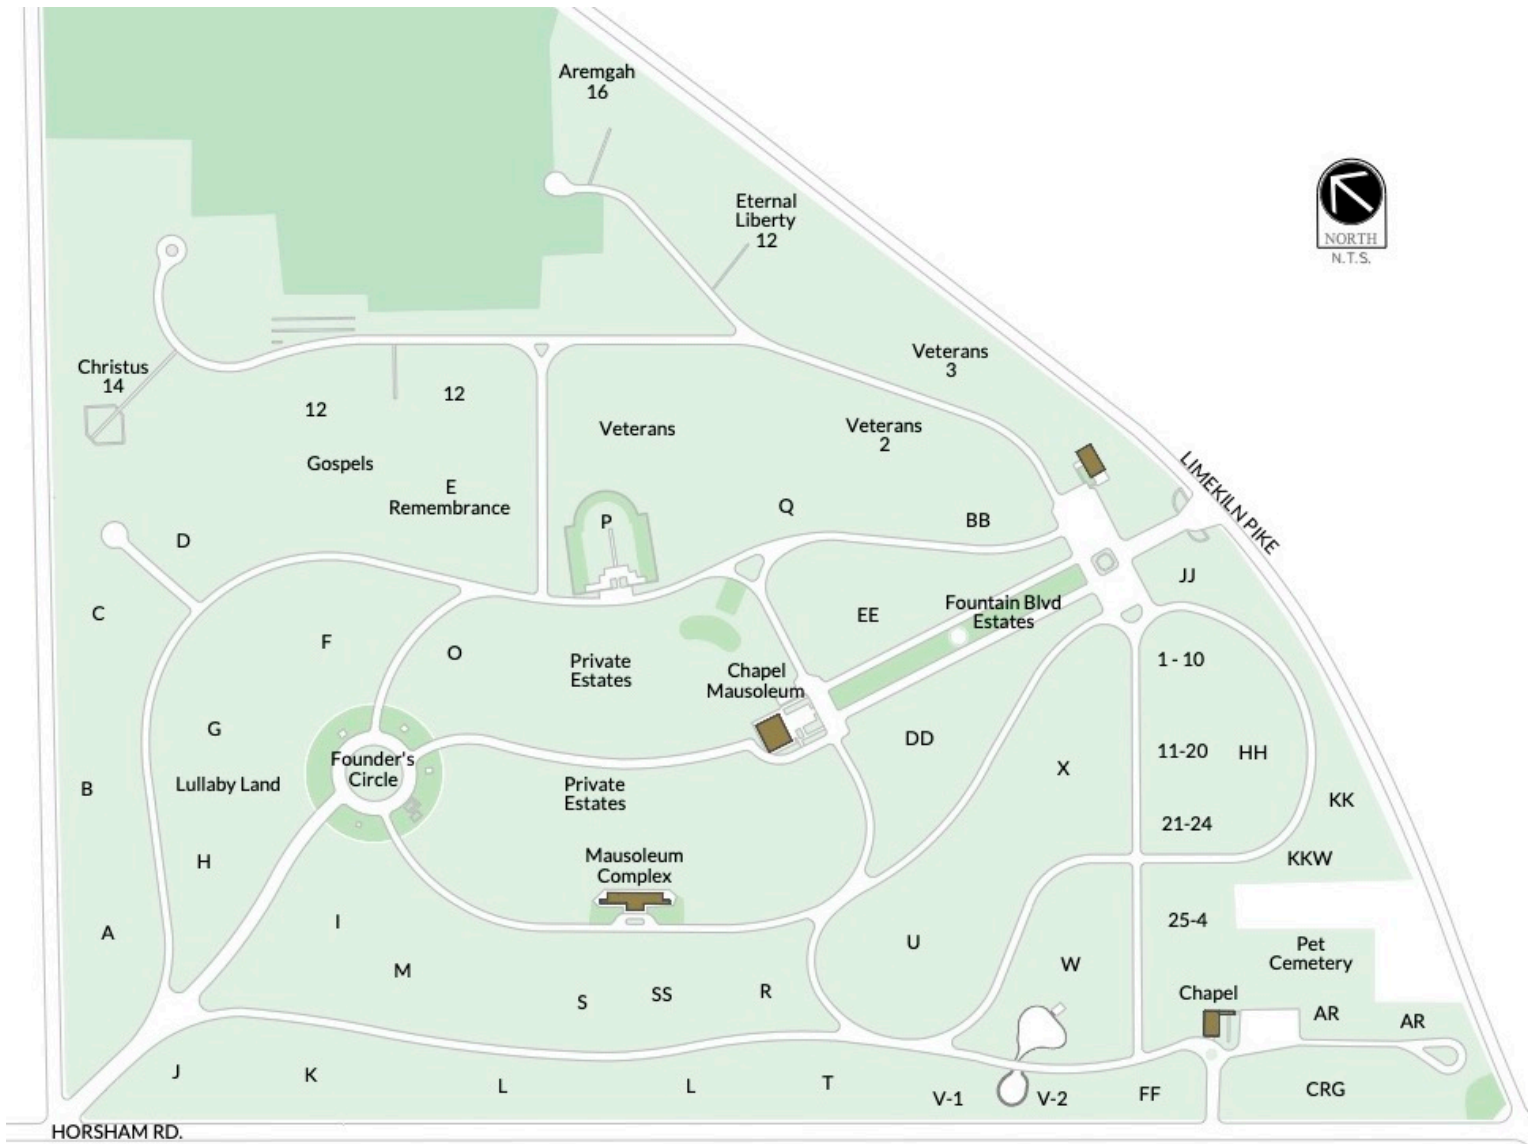 Aremgah
16
Eternal
Liberty
12
NORTH
N.T.S.
Christus
14
12
12
Gospels
E
Remembrance
Veterans
Veterans
2
Veterans
3
LIMEKILN PIKE
D
P
Q
BB
C
F
O
Private
Estates
EE
Fountain Blvd
Estates
JJ
1 - 10
Chapel
Mausoleum
G
Founder's
Circle
Lullaby Land
B
Private
Estates
DD
X
11-20
HH
21-24
KK
KKW
H
Mausoleum
Complex
A
I
M
S
SS
R
U
W
25-4
Pet
Cemetery
Chapel
AR
AR
J
K
L
L
T
V-1
V-2
FF
CRG
HORSHAM RD.